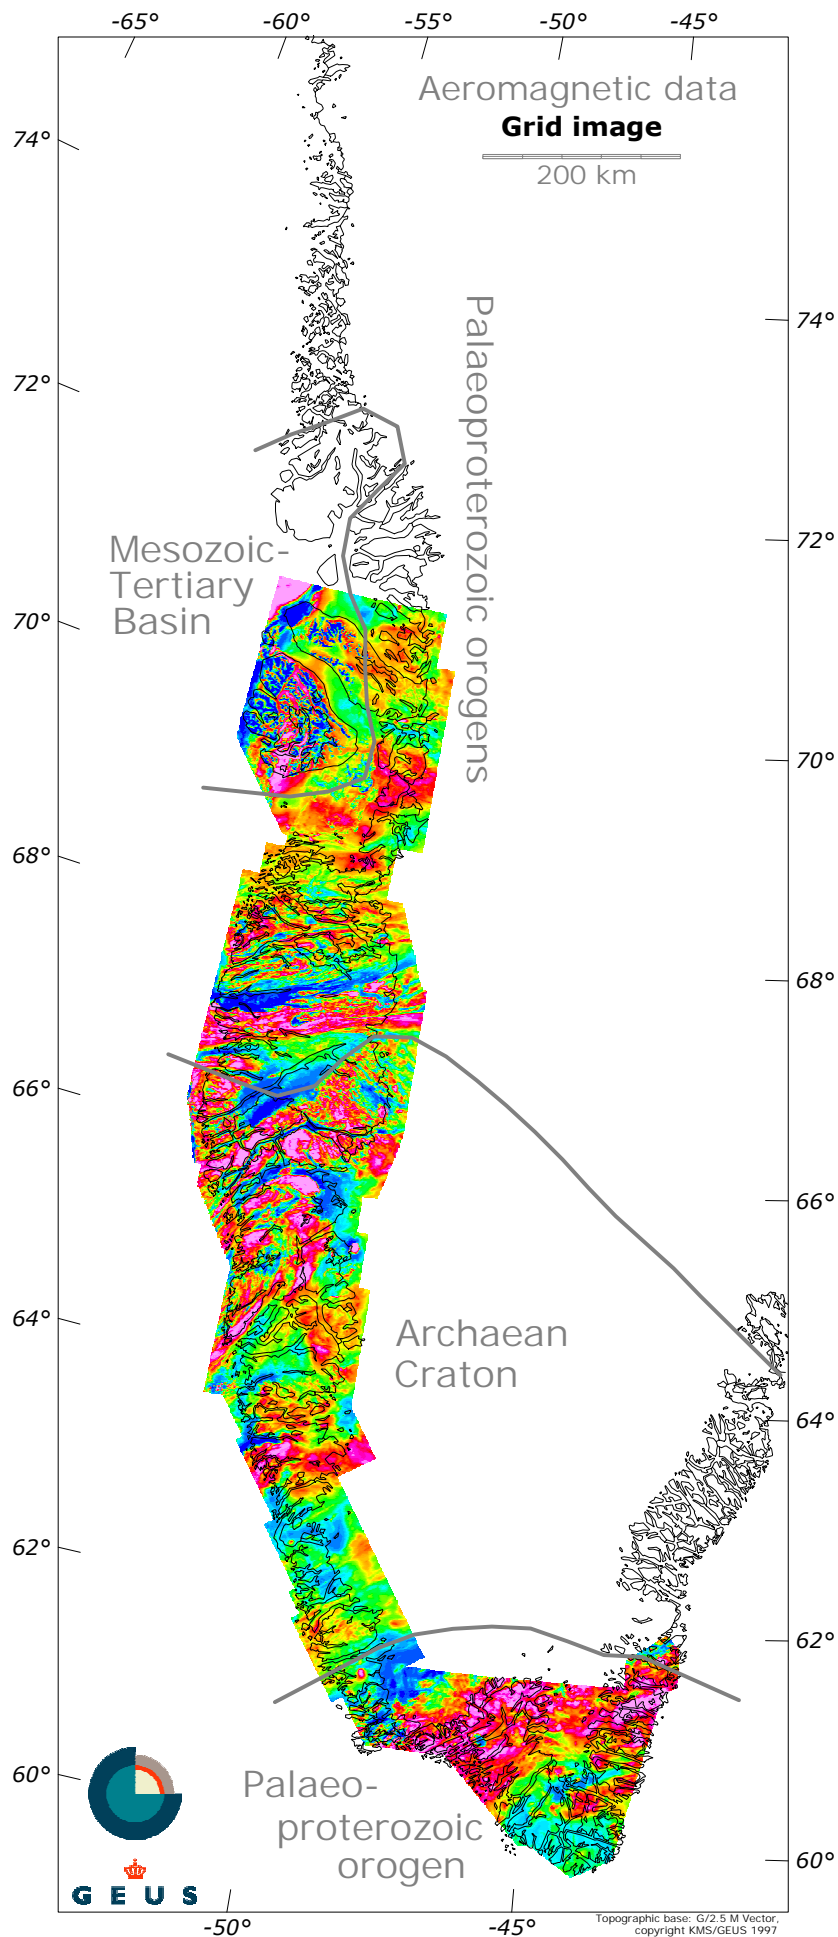 -65° -60° -55° -50° -45°
Aeromagnetic data
Grid image
200 km
74°
74°
72°
Palaeoproterozoic orogens
72°
Mesozoic-
Tertiary
Basin
70°
70°
68°
68°
66°
66°
64°
Archaean
Craton
64°
62°
62°
60°
Palaeo-
proterozoic
orogen
60°
GEUS
-50° -45°
Topographic base: G/2.5 M Vector,
copyright KMS/GEUS 1997